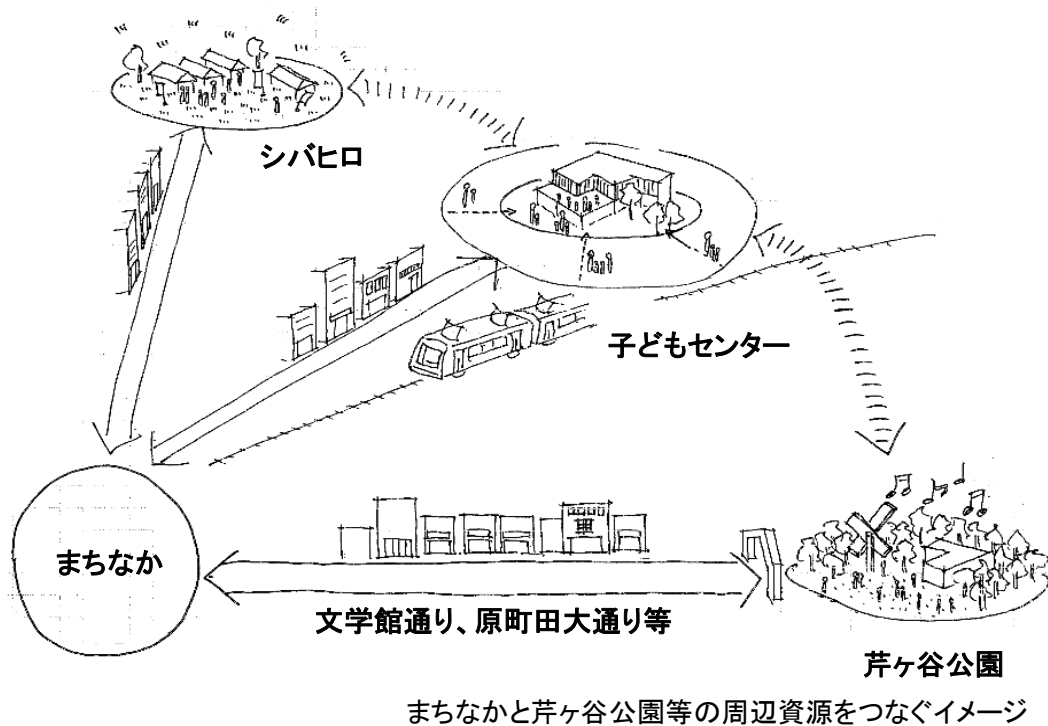 シバヒロ
子どもセンター
まちなか
文学館通り、原町田大通り等
芹ヶ谷公園
まちなかと芹ヶ谷公園等の周辺資源をつなぐイメージ